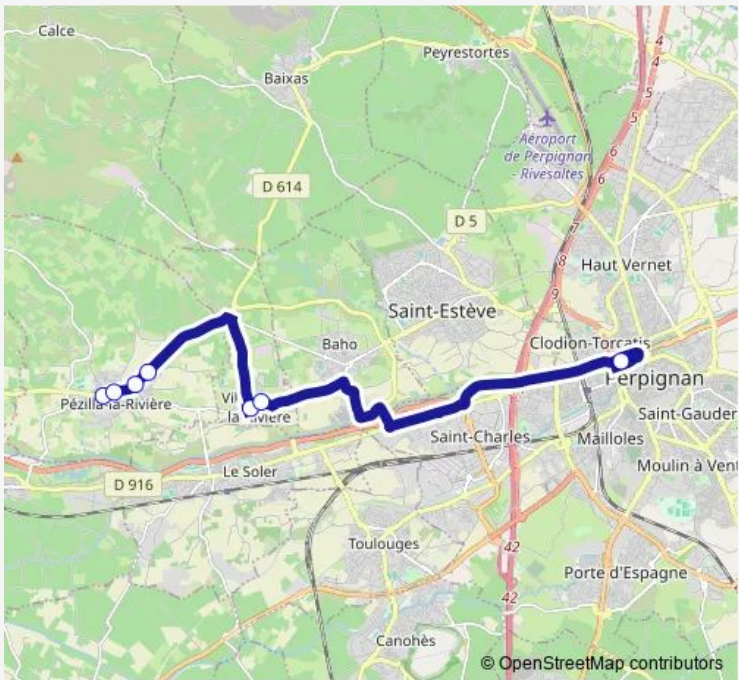 Calce
Peyrestortes
Baixas
4
4
5
5
Aéroport
de Perpignan
- Rivesaltes
6
6
D 614
D 5
7
8
Haut Vernet
9
Saint-Estève
Baho
Clodion-Torcatis
Perpignan
Pézilla-la-Rivière
la-Rivière
Saint-Gauder
Saint-Charles
Mailloles
Le Soler
Moulin à Vent
D 916
42
Toulouges
Porte d'Espagne
42
Canohès
© OpenStreetMap contributors